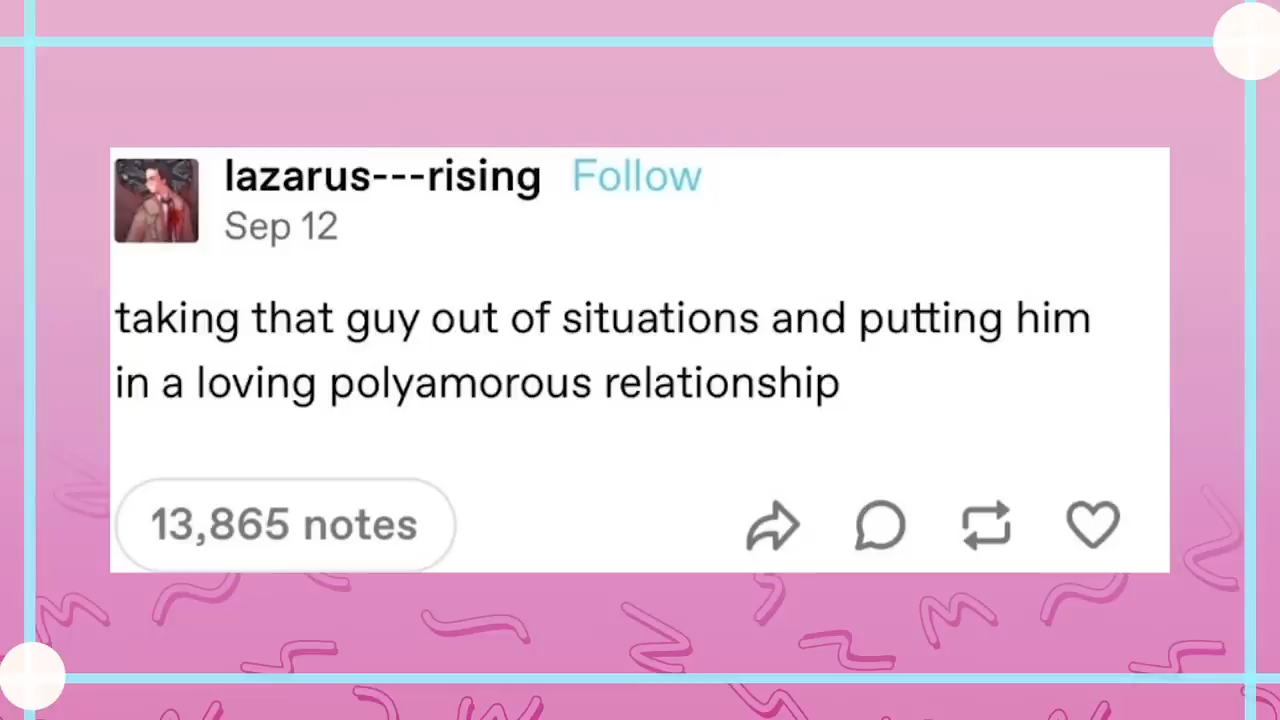 lazarus---rising Follow
Sep 12
taking that guy out of situations and putting him
in a loving polyamorous relationship
13,865 notes